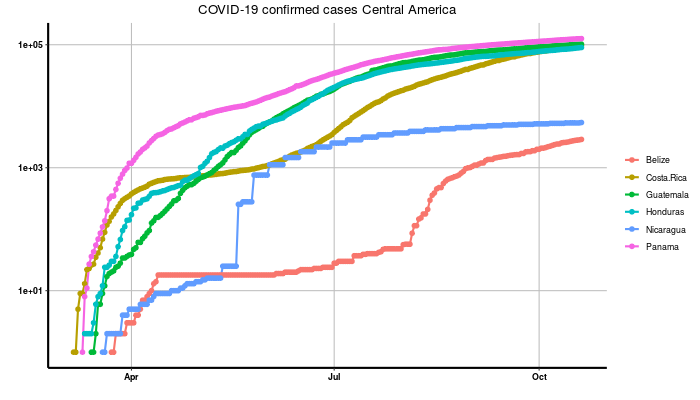 COVID-19 confirmed cases Central America
1e+05
1e+03
1e+01
Apr
Jul
Oct
Belize
Costa.Rica
Guatemala
Honduras
Nicaragua
Panama